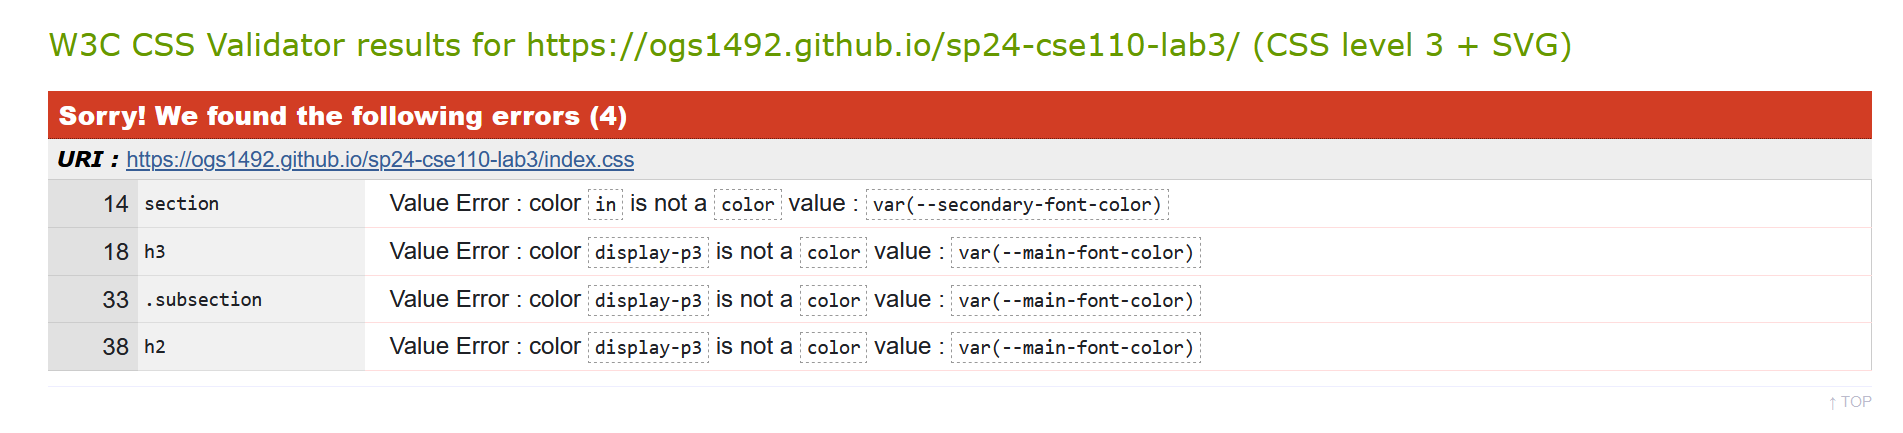 W3C CSS Validator results for https://ogs1492.github.io/sp24-cse110-lab3/ (CSS level 3 + SVG)
Sorry! We found the following errors (4)
URI : https://ogs1492.github.io/sp24-cse110-lab3/index.css
14 section Value Error : color in is not a color value : var(--secondary-font-color)
18 h3 Value Error : color display-p3 is not a color value : var(--main-font-color)
33 .subsection Value Error : color display-p3 is not a color value : var(--main-font-color)
38 h2 Value Error : color display-p3 is not a color value : var(--main-font-color)
↑ TOP